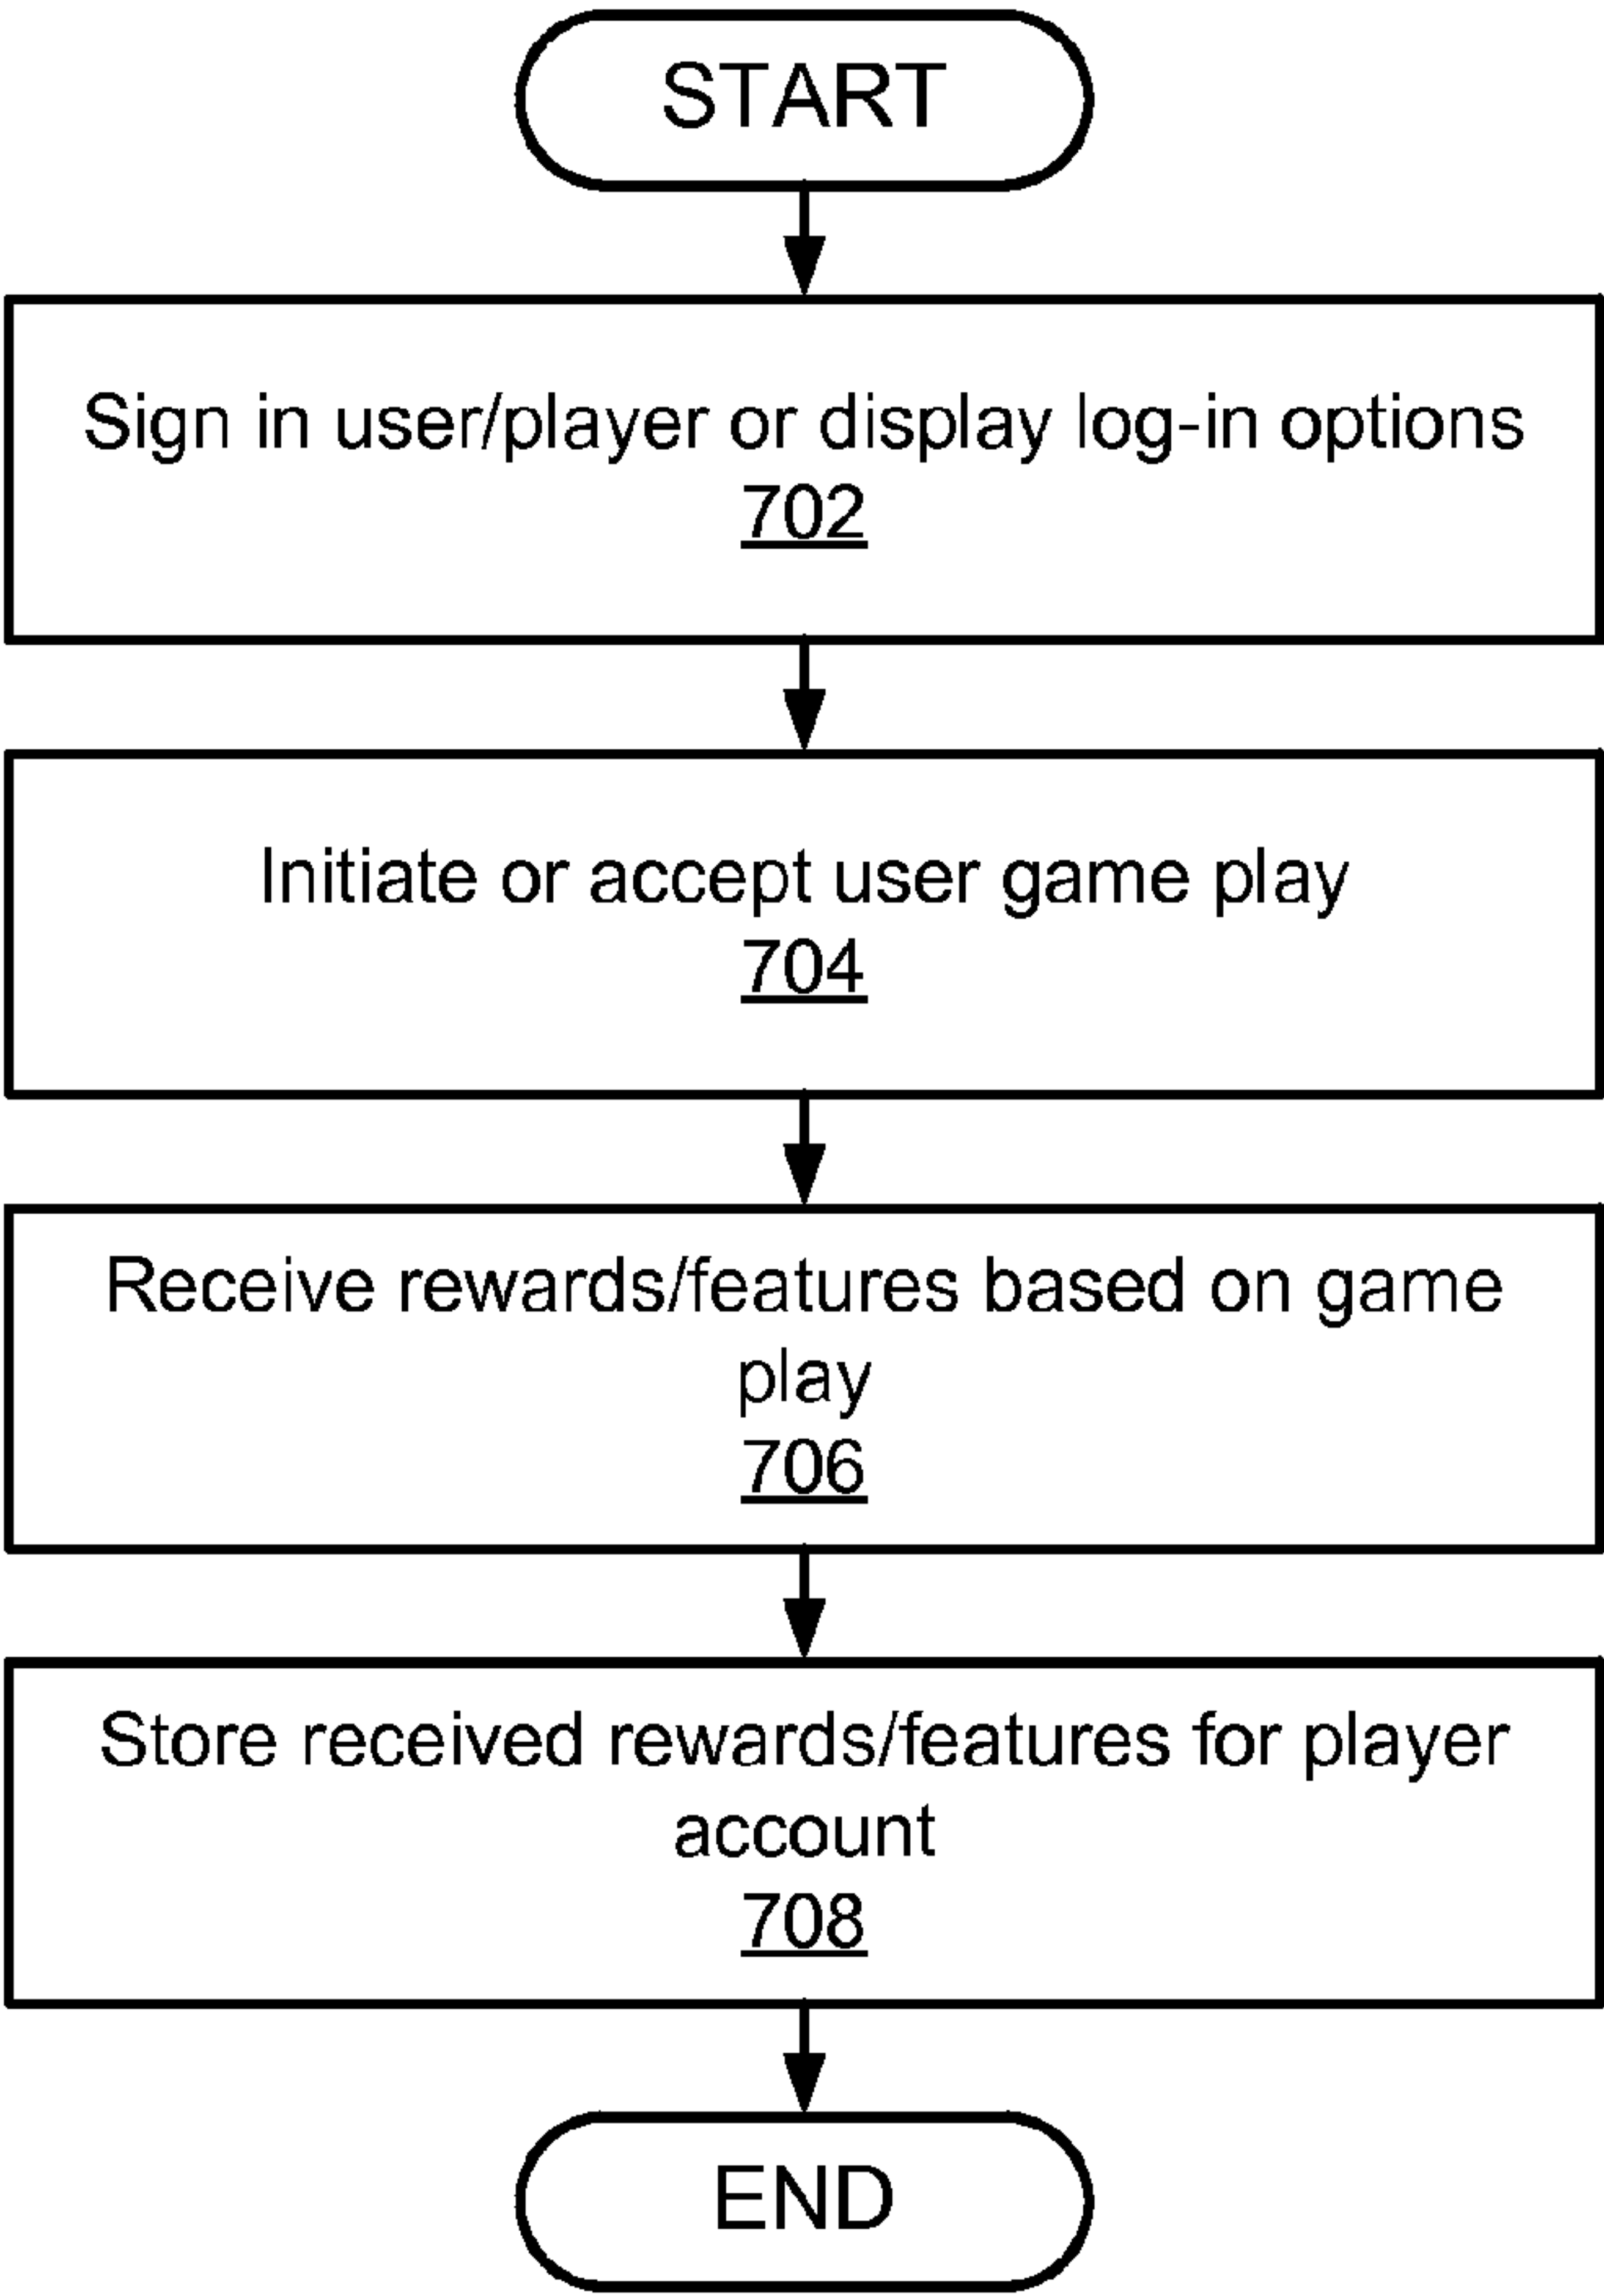 START
Sign in user/player or display log-in options
702
Initiate or accept user game play
704
Receive rewards/features based on game
play
706
Store received rewards/features for player
account
708
END